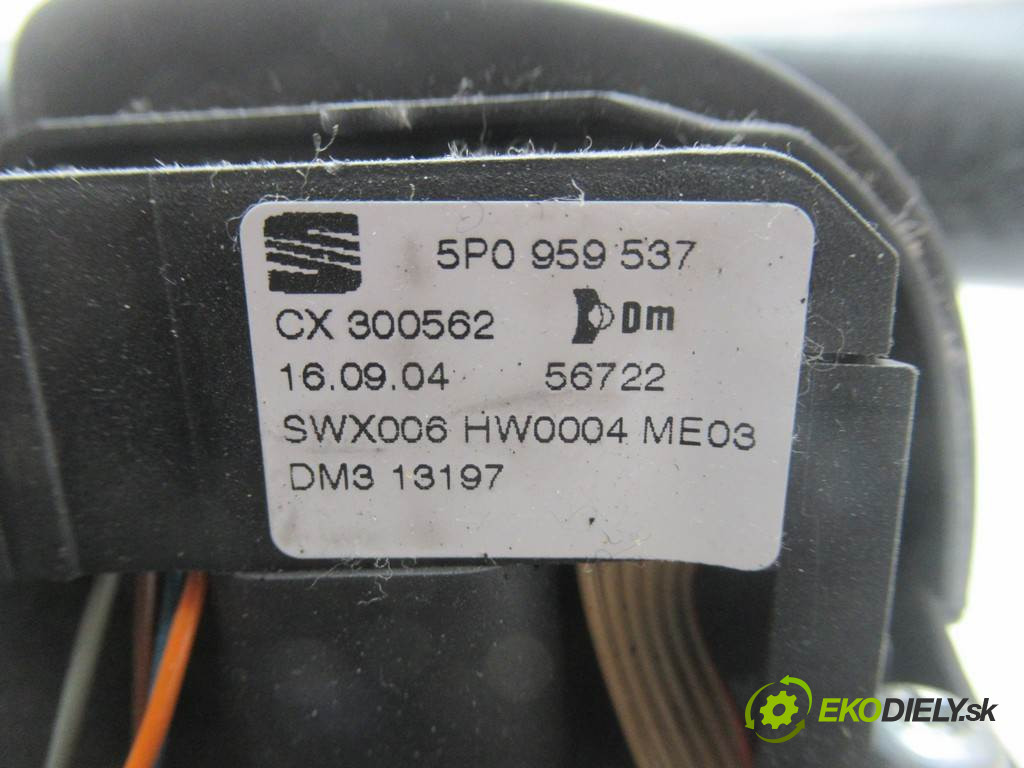 5P0 959 537
CX 300562 Dm
16.09.04 56722
SWX006 HW0004 ME03
DM3 13197
EKODIELY.sk